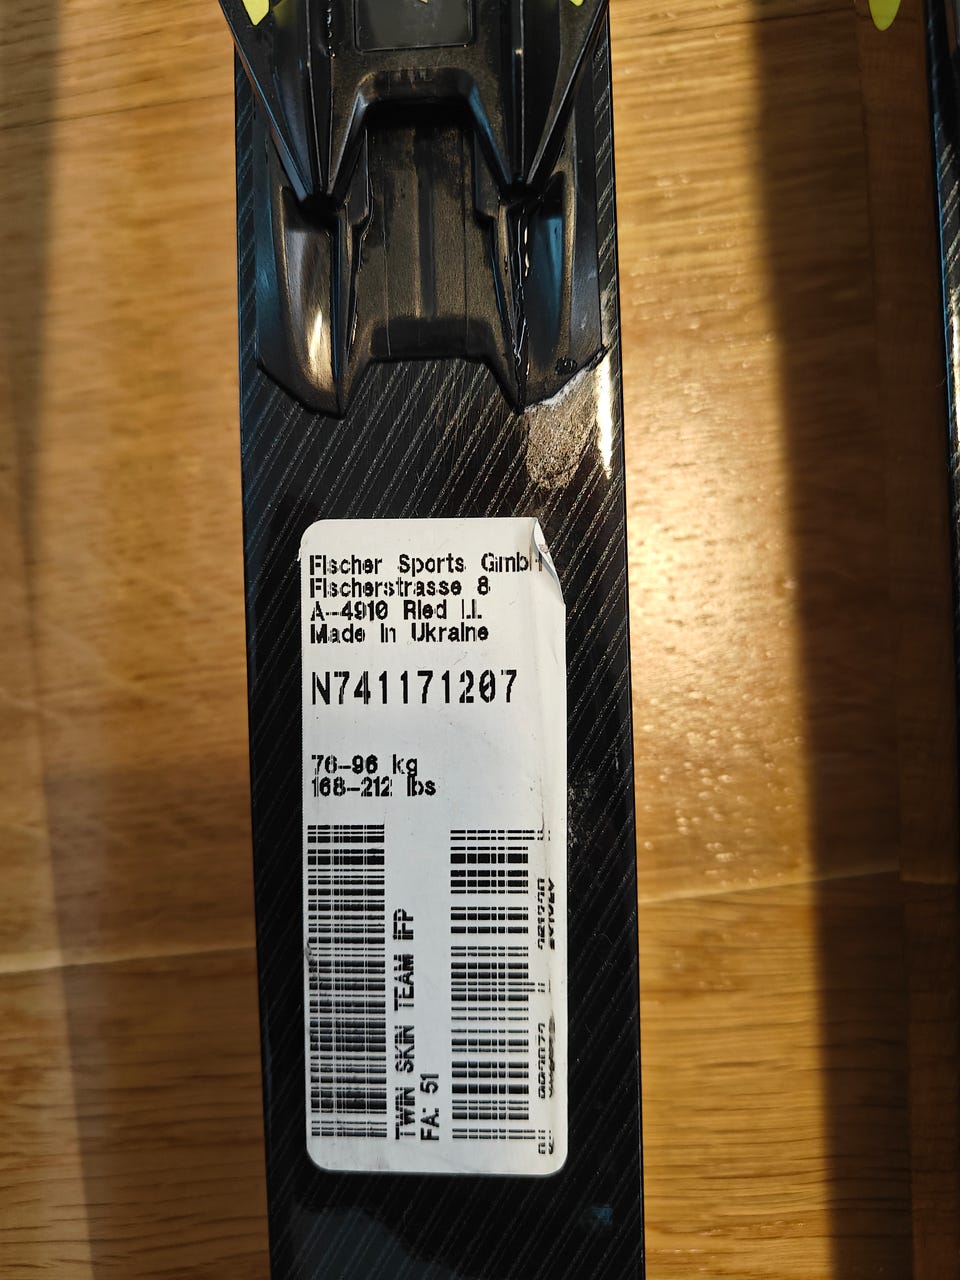 Fischer Sports GmbH
Fischerstrasse 8
A-4910 Ried I.I.
Made in Ukraine
N741171207
76-96 kg
168-212 lbs
TWIN SKIN TEAM IFP
FA: 51